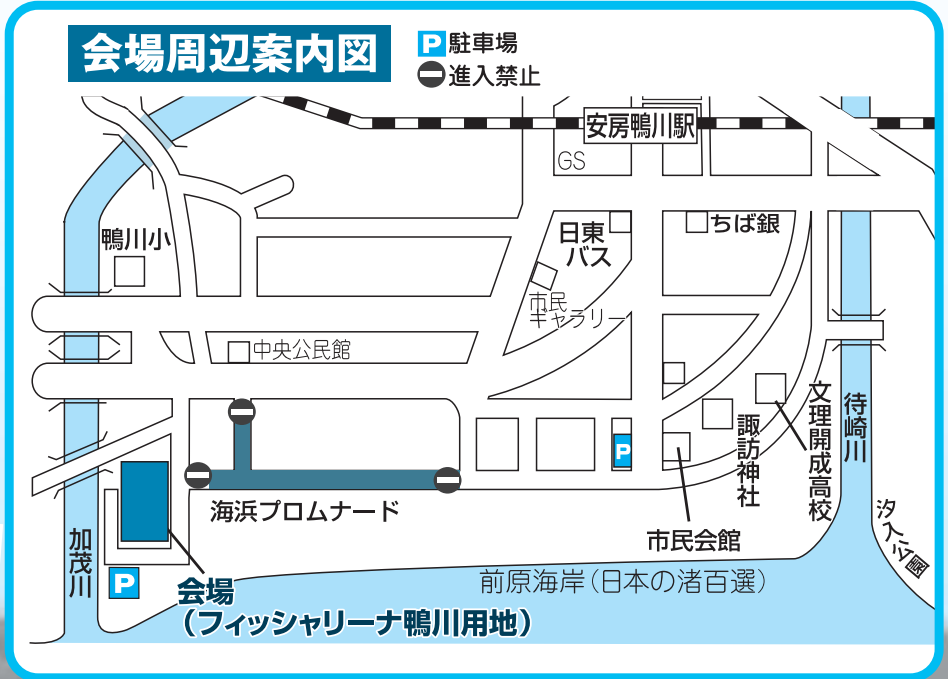 会場周辺案内図
P駐車場
進入禁止
安房鴨川駅
GS
鴨川小
日東
バス
ちば銀
市民
ギャラリー
中央公民館
P
海浜プロムナード
諏訪神社
文理開成高校
待崎川
汐入公園
市民会館
加茂川
P
会場
（フィッシャリーナ鴨川用地）
前原海岸（日本の渚百選）